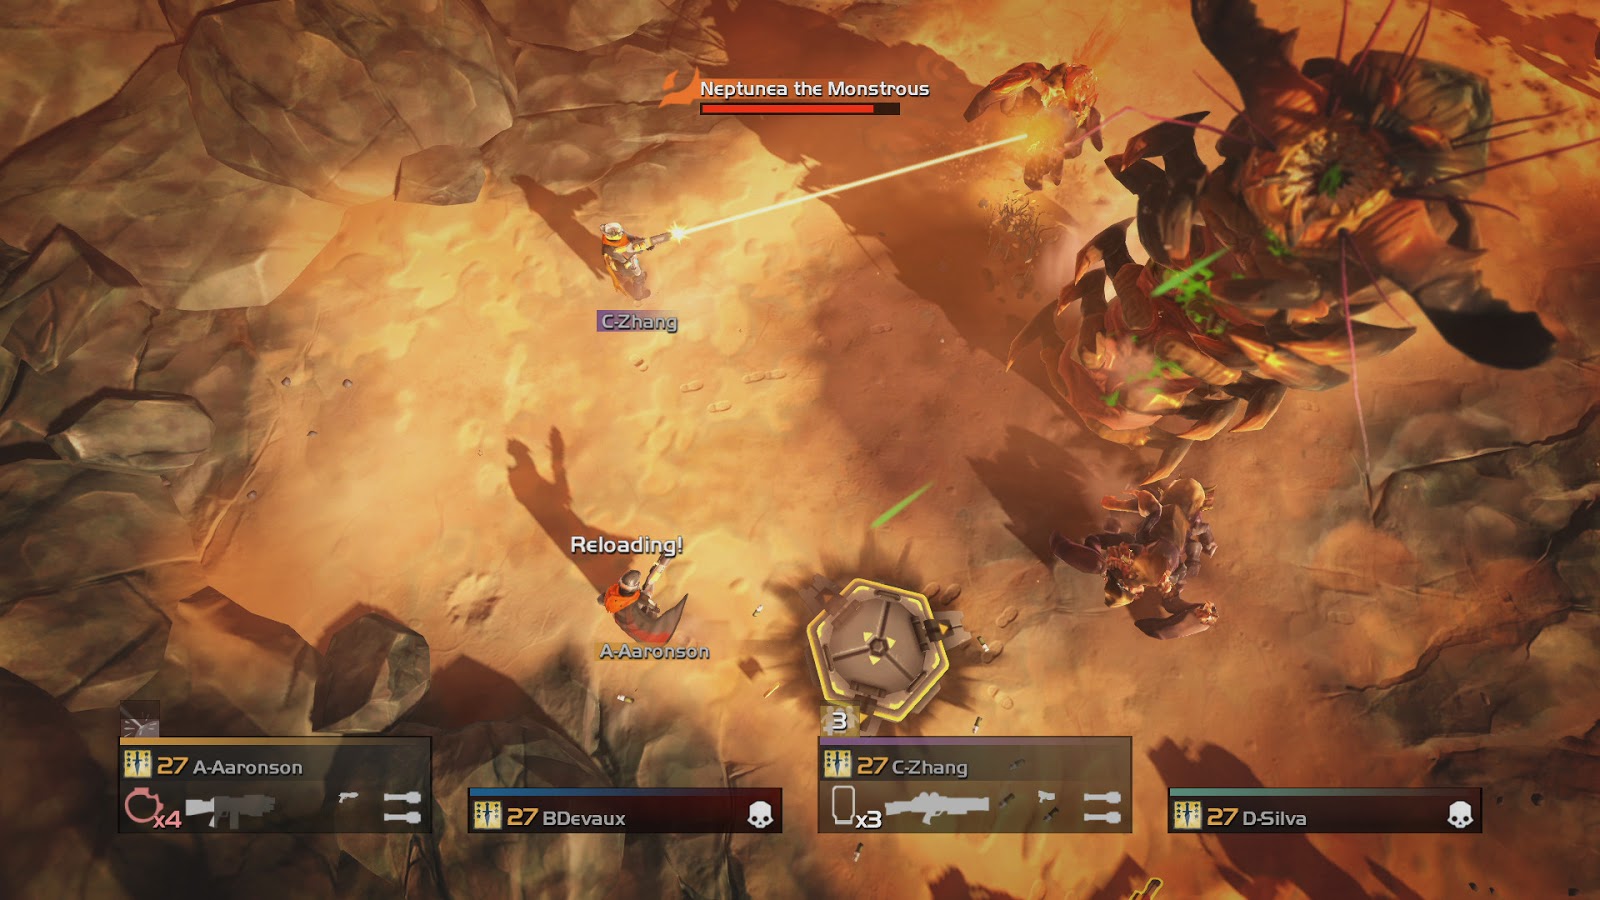 Neptunea the Monstrous
C-Zhang
Reloading!
A-Aaronson
27 A-Aaronson
x4
27 BDevaux
3
27 C-Zhang
x3
27 D-Silva